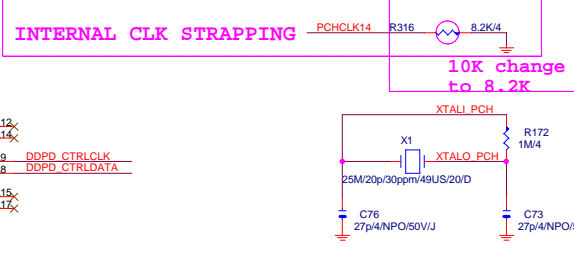 INTERNAL CLK STRAPPING
PCHCLK14
R316
8.2K/4
10K change
to 8.2K
XTALI_PCH
12
14
X1
R172
1M/4
9
DDPD_CTRLCLK
XTALO_PCH
8
DDPD_CTRLDATA
25M/20p/30ppm/49US/20/D
15
17
C76
27p/4/NPO/50V/J
C73
27p/4/NPO/